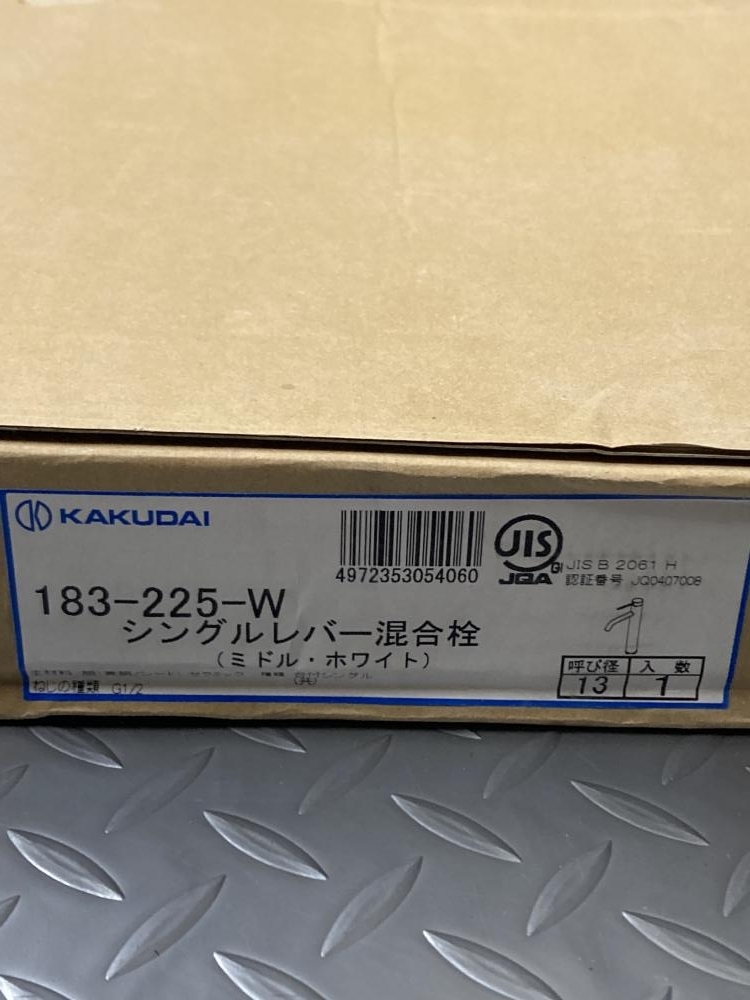 KAKUDAI
4972353054060
JIS
JQA
JIS B 2061 H
認証番号 JQ0407008
183-225-W
シングルレバー混合栓
(ミドル・ホワイト)
ねじの種類 G1/2
呼び径 入数
13 1